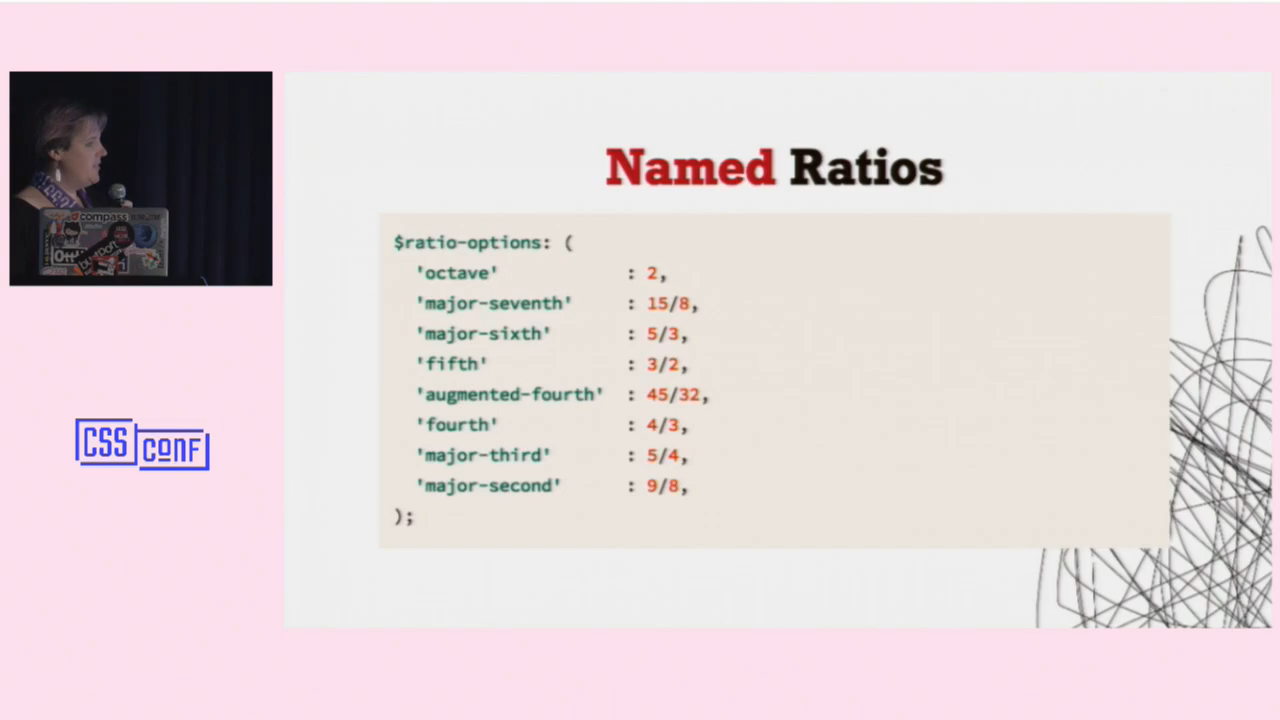 Named Ratios
$ratio-options: (
'octave' : 2,
'major-seventh' : 15/8,
'major-sixth' : 5/3,
'fifth' : 3/2,
'augmented-fourth' : 45/32,
'fourth' : 4/3,
'major-third' : 5/4,
'major-second' : 9/8,
);
compass
CSS
CONF